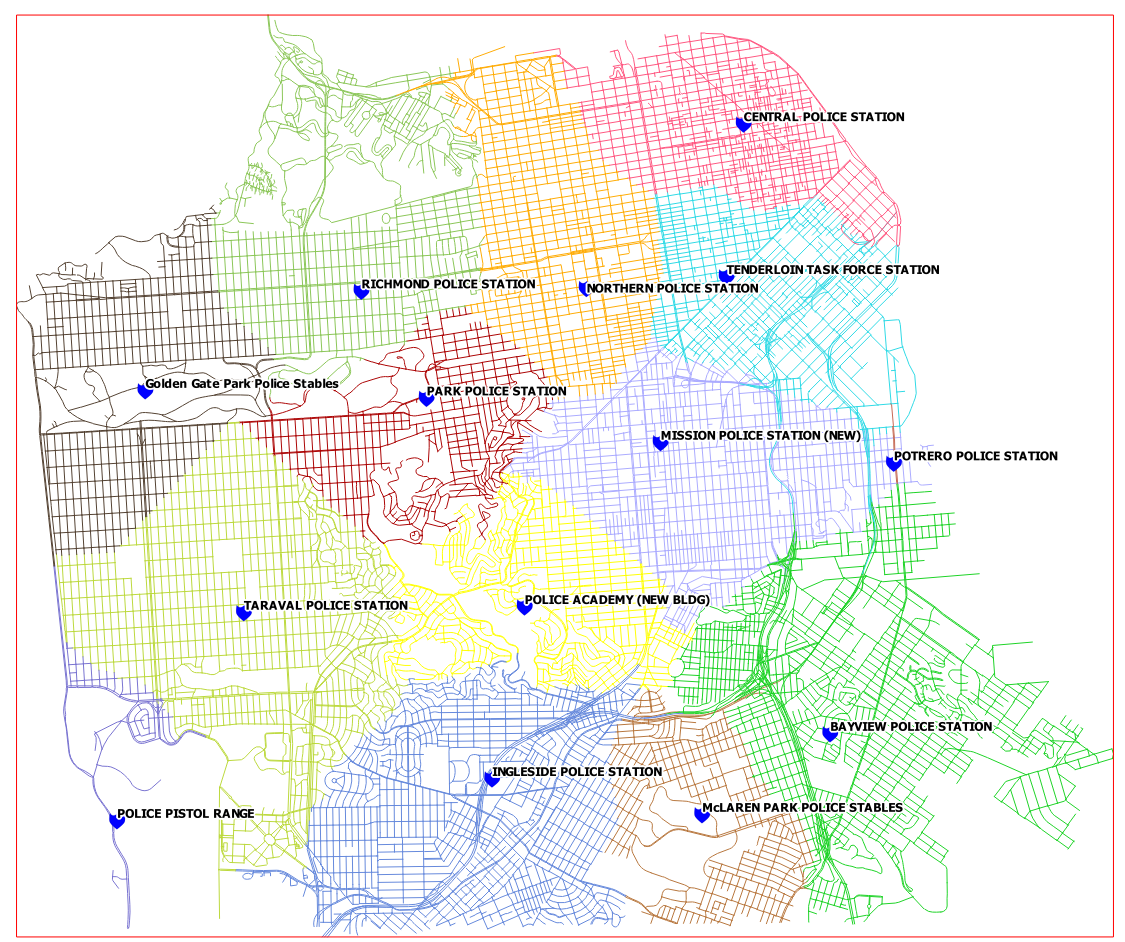 CENTRAL POLICE STATION
TENDERLOIN TASK FORCE STATION
RICHMOND POLICE STATION
NORTHERN POLICE STATION
Golden Gate Park Police Stables
PARK POLICE STATION
MISSION POLICE STATION (NEW)
POTRERO POLICE STATION
POLICE ACADEMY (NEW BLDG)
TARAVAL POLICE STATION
BAYVIEW POLICE STATION
INGLESIDE POLICE STATION
McLAREN PARK POLICE STABLES
POLICE PISTOL RANGE